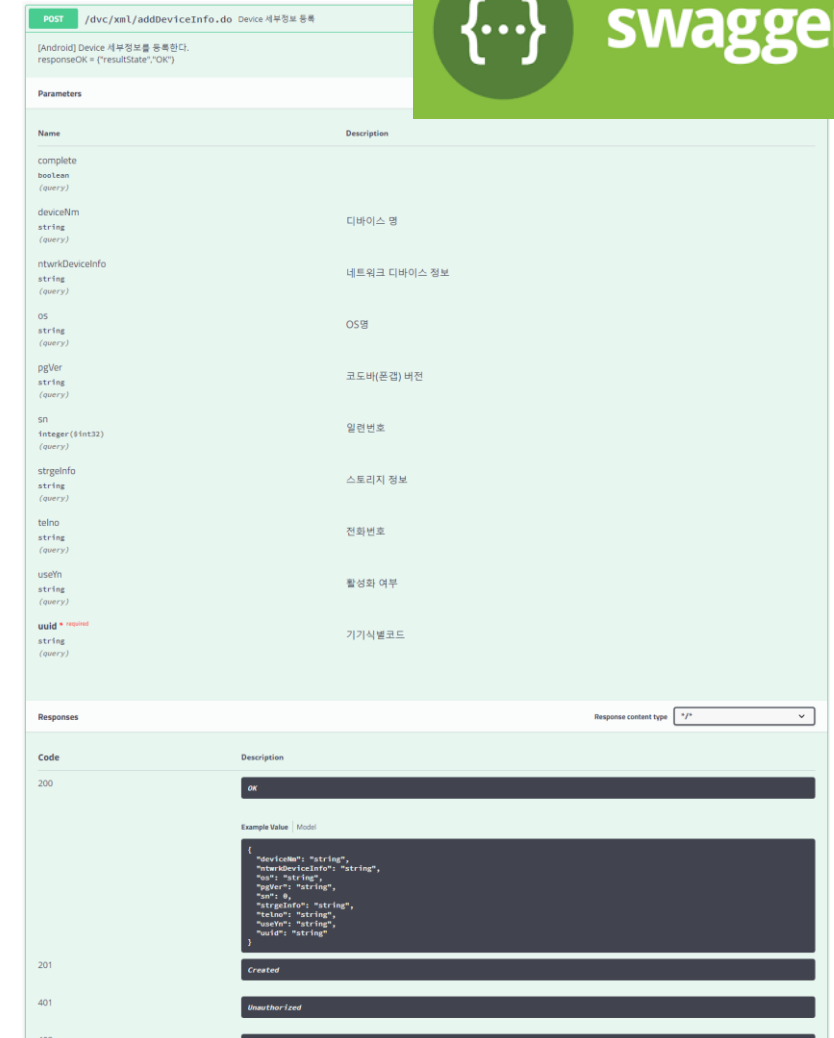 POST /dvc/xml/addDeviceInfo.do Device 세부정보 등록
{···} swagge
[Android] Device 세부정보를 등록한다.
responseOK = {"resultState","OK"}
Parameters
Name Description
complete
boolean
(query)
deviceNm
string
(query)
디바이스 명
ntwrkDeviceInfo
string
(query)
네트워크 디바이스 정보
os
string
(query)
OS명
pgVer
string
(query)
코도바(폰갭) 버전
sn
integer($int32)
(query)
일련번호
strgeInfo
string
(query)
스토리지 정보
telno
string
(query)
전화번호
useYn
string
(query)
활성화 여부
uuid * required
string
(query)
기기식별코드
Responses Response content type */*
Code Description
200 OK
Example Value Model
{
"deviceNm": "string",
"ntwrkDeviceInfo": "string",
"os": "string",
"pgVer": "string",
"sn": 0,
"strgeInfo": "string",
"telno": "string",
"useYn": "string",
"uuid": "string"
}
201 Created
401 Unauthorized